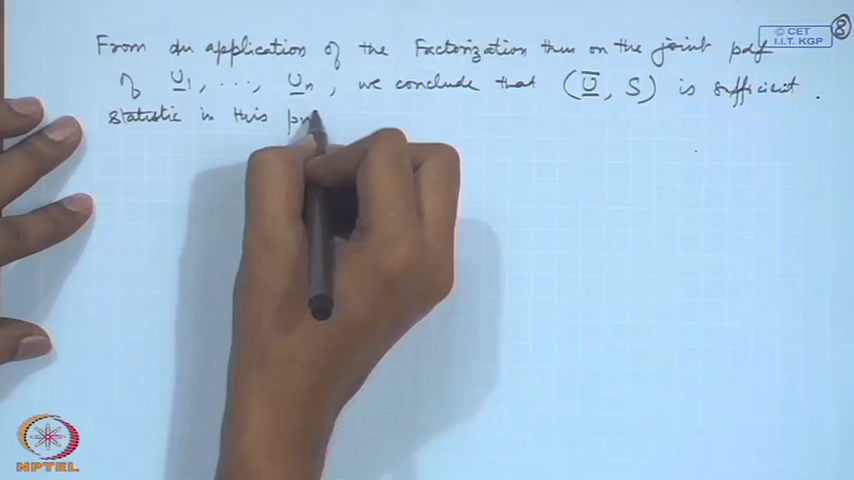 From an application of the Factorization thm on the joint pdf
of U1, ..., Un, we conclude that (U̅, S) is sufficient
statistic in this
8
© CET
I.I.T. KGP
NPTEL